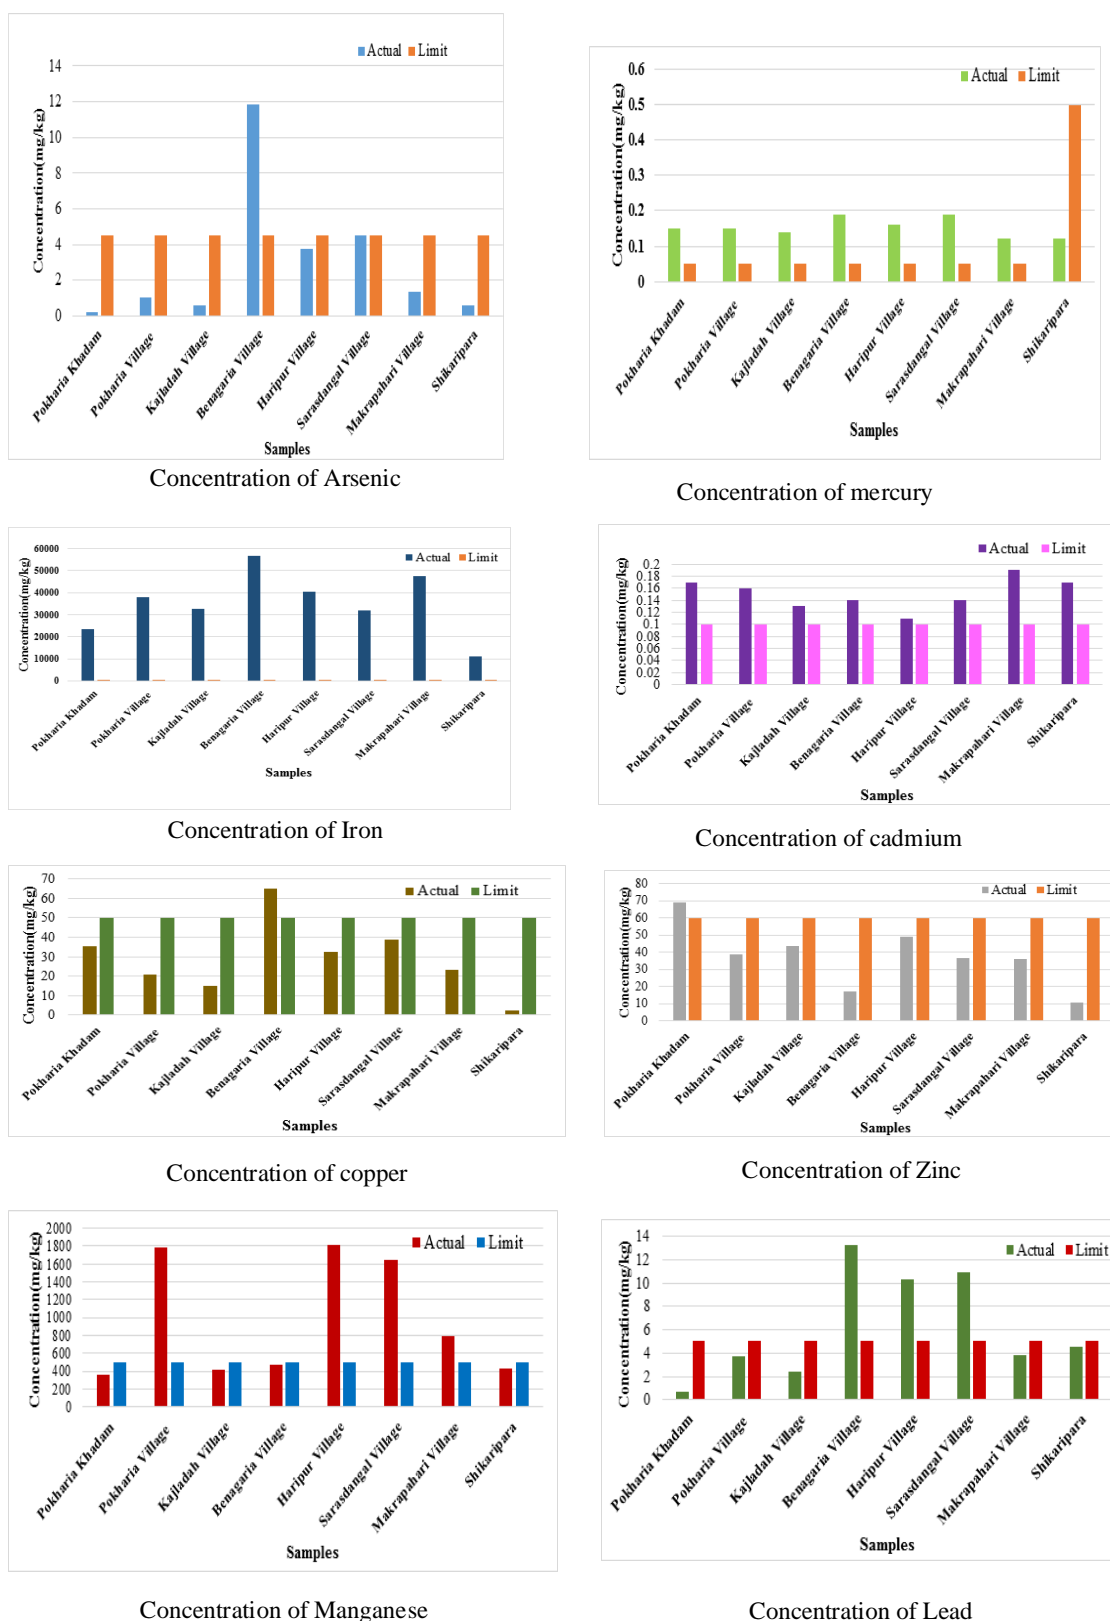 Actual Limit
14
12
10
8
6
4
2
0
Concentration(mg/kg)
Pokharia Khadam
Pokharia Village
Kajladah Village
Benagaria Village
Haripur Village
Sarasdangal Village
Makrapahari Village
Shikaripara
Samples
Concentration of Arsenic
Actual Limit
0.6
0.5
0.4
0.3
0.2
0.1
0
Concentration(mg/kg)
Pokharia Khadam
Pokharia Village
Kajladah Village
Benagaria Village
Haripur Village
Sarasdangal Village
Makrapahari Village
Shikaripara
Samples
Concentration of mercury
Actual Limit
60000
50000
40000
30000
20000
10000
0
Concentration(mg/kg)
Pokharia Khadam
Pokharia Village
Kajladah Village
Benagaria Village
Haripur Village
Sarasdangal Village
Makrapahari Village
Shikaripara
Samples
Concentration of Iron
Actual Limit
0.2
0.18
0.16
0.14
0.12
0.1
0.08
0.06
0.04
0.02
0
Concentration(mg/kg)
Pokharia Khadam
Pokharia Village
Kajladah Village
Benagaria Village
Haripur Village
Sarasdangal Village
Makrapahari Village
Shikaripara
Samples
Concentration of cadmium
Actual Limit
70
60
50
40
30
20
10
0
Concentration(mg/kg)
Pokharia Khadam
Pokharia Village
Kajladah Village
Benagaria Village
Haripur Village
Sarasdangal Village
Makrapahari Village
Shikaripara
Samples
Concentration of copper
Actual Limit
80
70
60
50
40
30
20
10
0
Concentration(mg/kg)
Pokharia Khadam
Pokharia Village
Kajladah Village
Benagaria Village
Haripur Village
Sarasdangal Village
Makrapahari Village
Shikaripara
Samples
Concentration of Zinc
Actual Limit
2000
1800
1600
1400
1200
1000
800
600
400
200
0
Concentration(mg/kg)
Pokharia Khadam
Pokharia Village
Kajladah Village
Benagaria Village
Haripur Village
Sarasdangal Village
Makrapahari Village
Shikaripara
Samples
Concentration of Manganese
Actual Limit
14
12
10
8
6
4
2
0
Concentration(mg/kg)
Pokharia Khadam
Pokharia Village
Kajladah Village
Benagaria Village
Haripur Village
Sarasdangal Village
Makrapahari Village
Shikaripara
Samples
Concentration of Lead